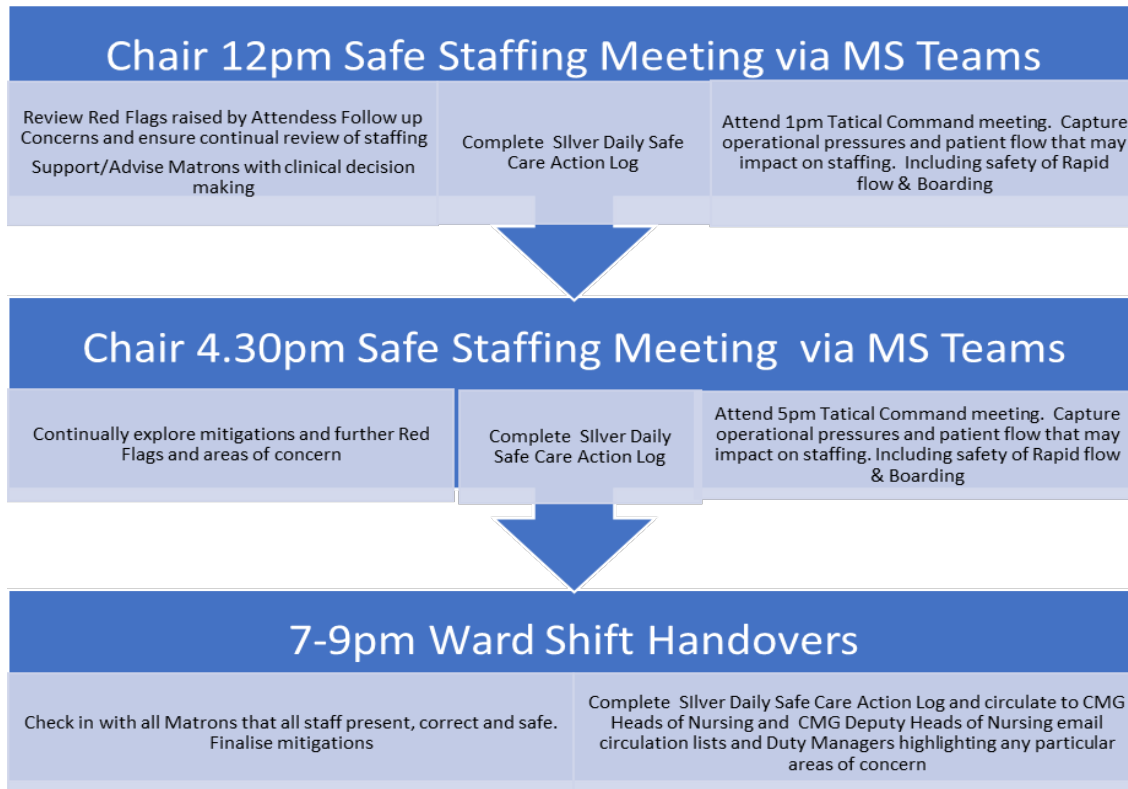 Chair 12pm Safe Staffing Meeting via MS Teams
Review Red Flags raised by Attendess Follow up
Concerns and ensure continual review of staffing
Support/Advise Matrons with clinical decision
making
Complete SIlver Daily Safe
Care Action Log
Attend 1pm Tatical Command meeting. Capture
operational pressures and patient flow that may
impact on staffing. Including safety of Rapid
flow & Boarding
Chair 4.30pm Safe Staffing Meeting via MS Teams
Continually explore mitigations and further Red
Flags and areas of concern
Complete SIlver Daily
Safe Care Action Log
Attend 5pm Tatical Command meeting. Capture
operational pressures and patient flow that may
impact on staffing. Including safety of Rapid flow
& Boarding
7-9pm Ward Shift Handovers
Check in with all Matrons that all staff present, correct and safe.
Finalise mitigations
Complete SIlver Daily Safe Care Action Log and circulate to CMG
Heads of Nursing and CMG Deputy Heads of Nursing email
circulation lists and Duty Managers highlighting any particular
areas of concern